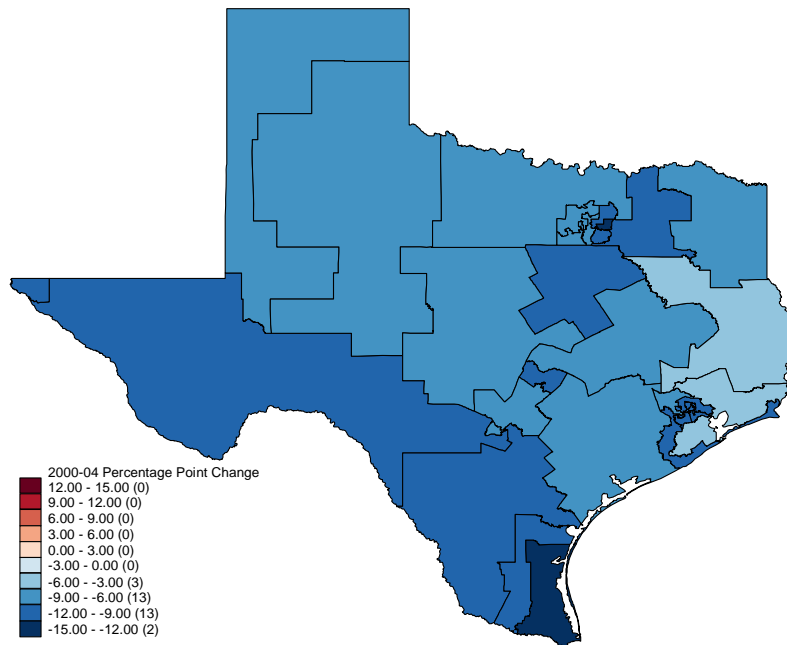 2000-04 Percentage Point Change
12.00 - 15.00 (0)
9.00 - 12.00 (0)
6.00 - 9.00 (0)
3.00 - 6.00 (0)
0.00 - 3.00 (0)
-3.00 - 0.00 (0)
-6.00 - -3.00 (3)
-9.00 - -6.00 (13)
-12.00 - -9.00 (13)
-15.00 - -12.00 (2)